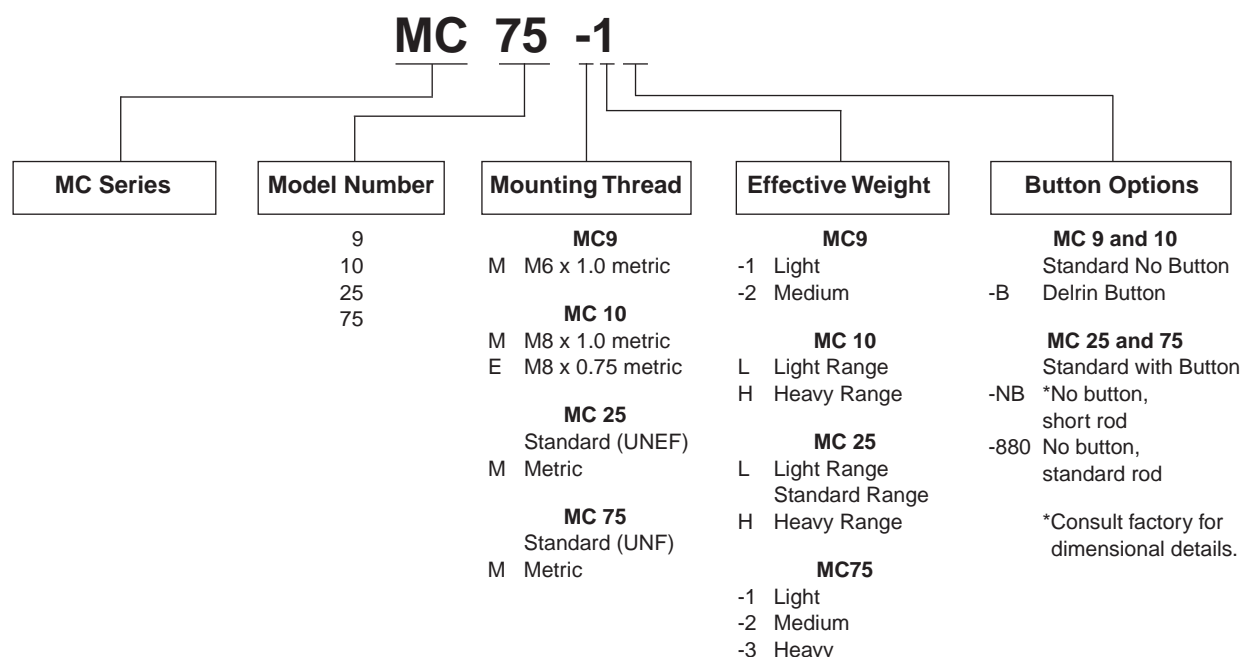 MC 75 -1
MC Series
Model Number
9
10
25
75
Mounting Thread
MC9
M M6 x 1.0 metric
MC 10
M M8 x 1.0 metric
E M8 x 0.75 metric
MC 25
Standard (UNEF)
M Metric
MC 75
Standard (UNF)
M Metric
Effective Weight
MC9
-1 Light
-2 Medium
MC 10
L Light Range
H Heavy Range
MC 25
L Light Range
Standard Range
H Heavy Range
MC75
-1 Light
-2 Medium
-3 Heavy
Button Options
MC 9 and 10
Standard No Button
-B Delrin Button
MC 25 and 75
Standard with Button
-NB *No button,
short rod
-880 No button,
standard rod
*Consult factory for
dimensional details.